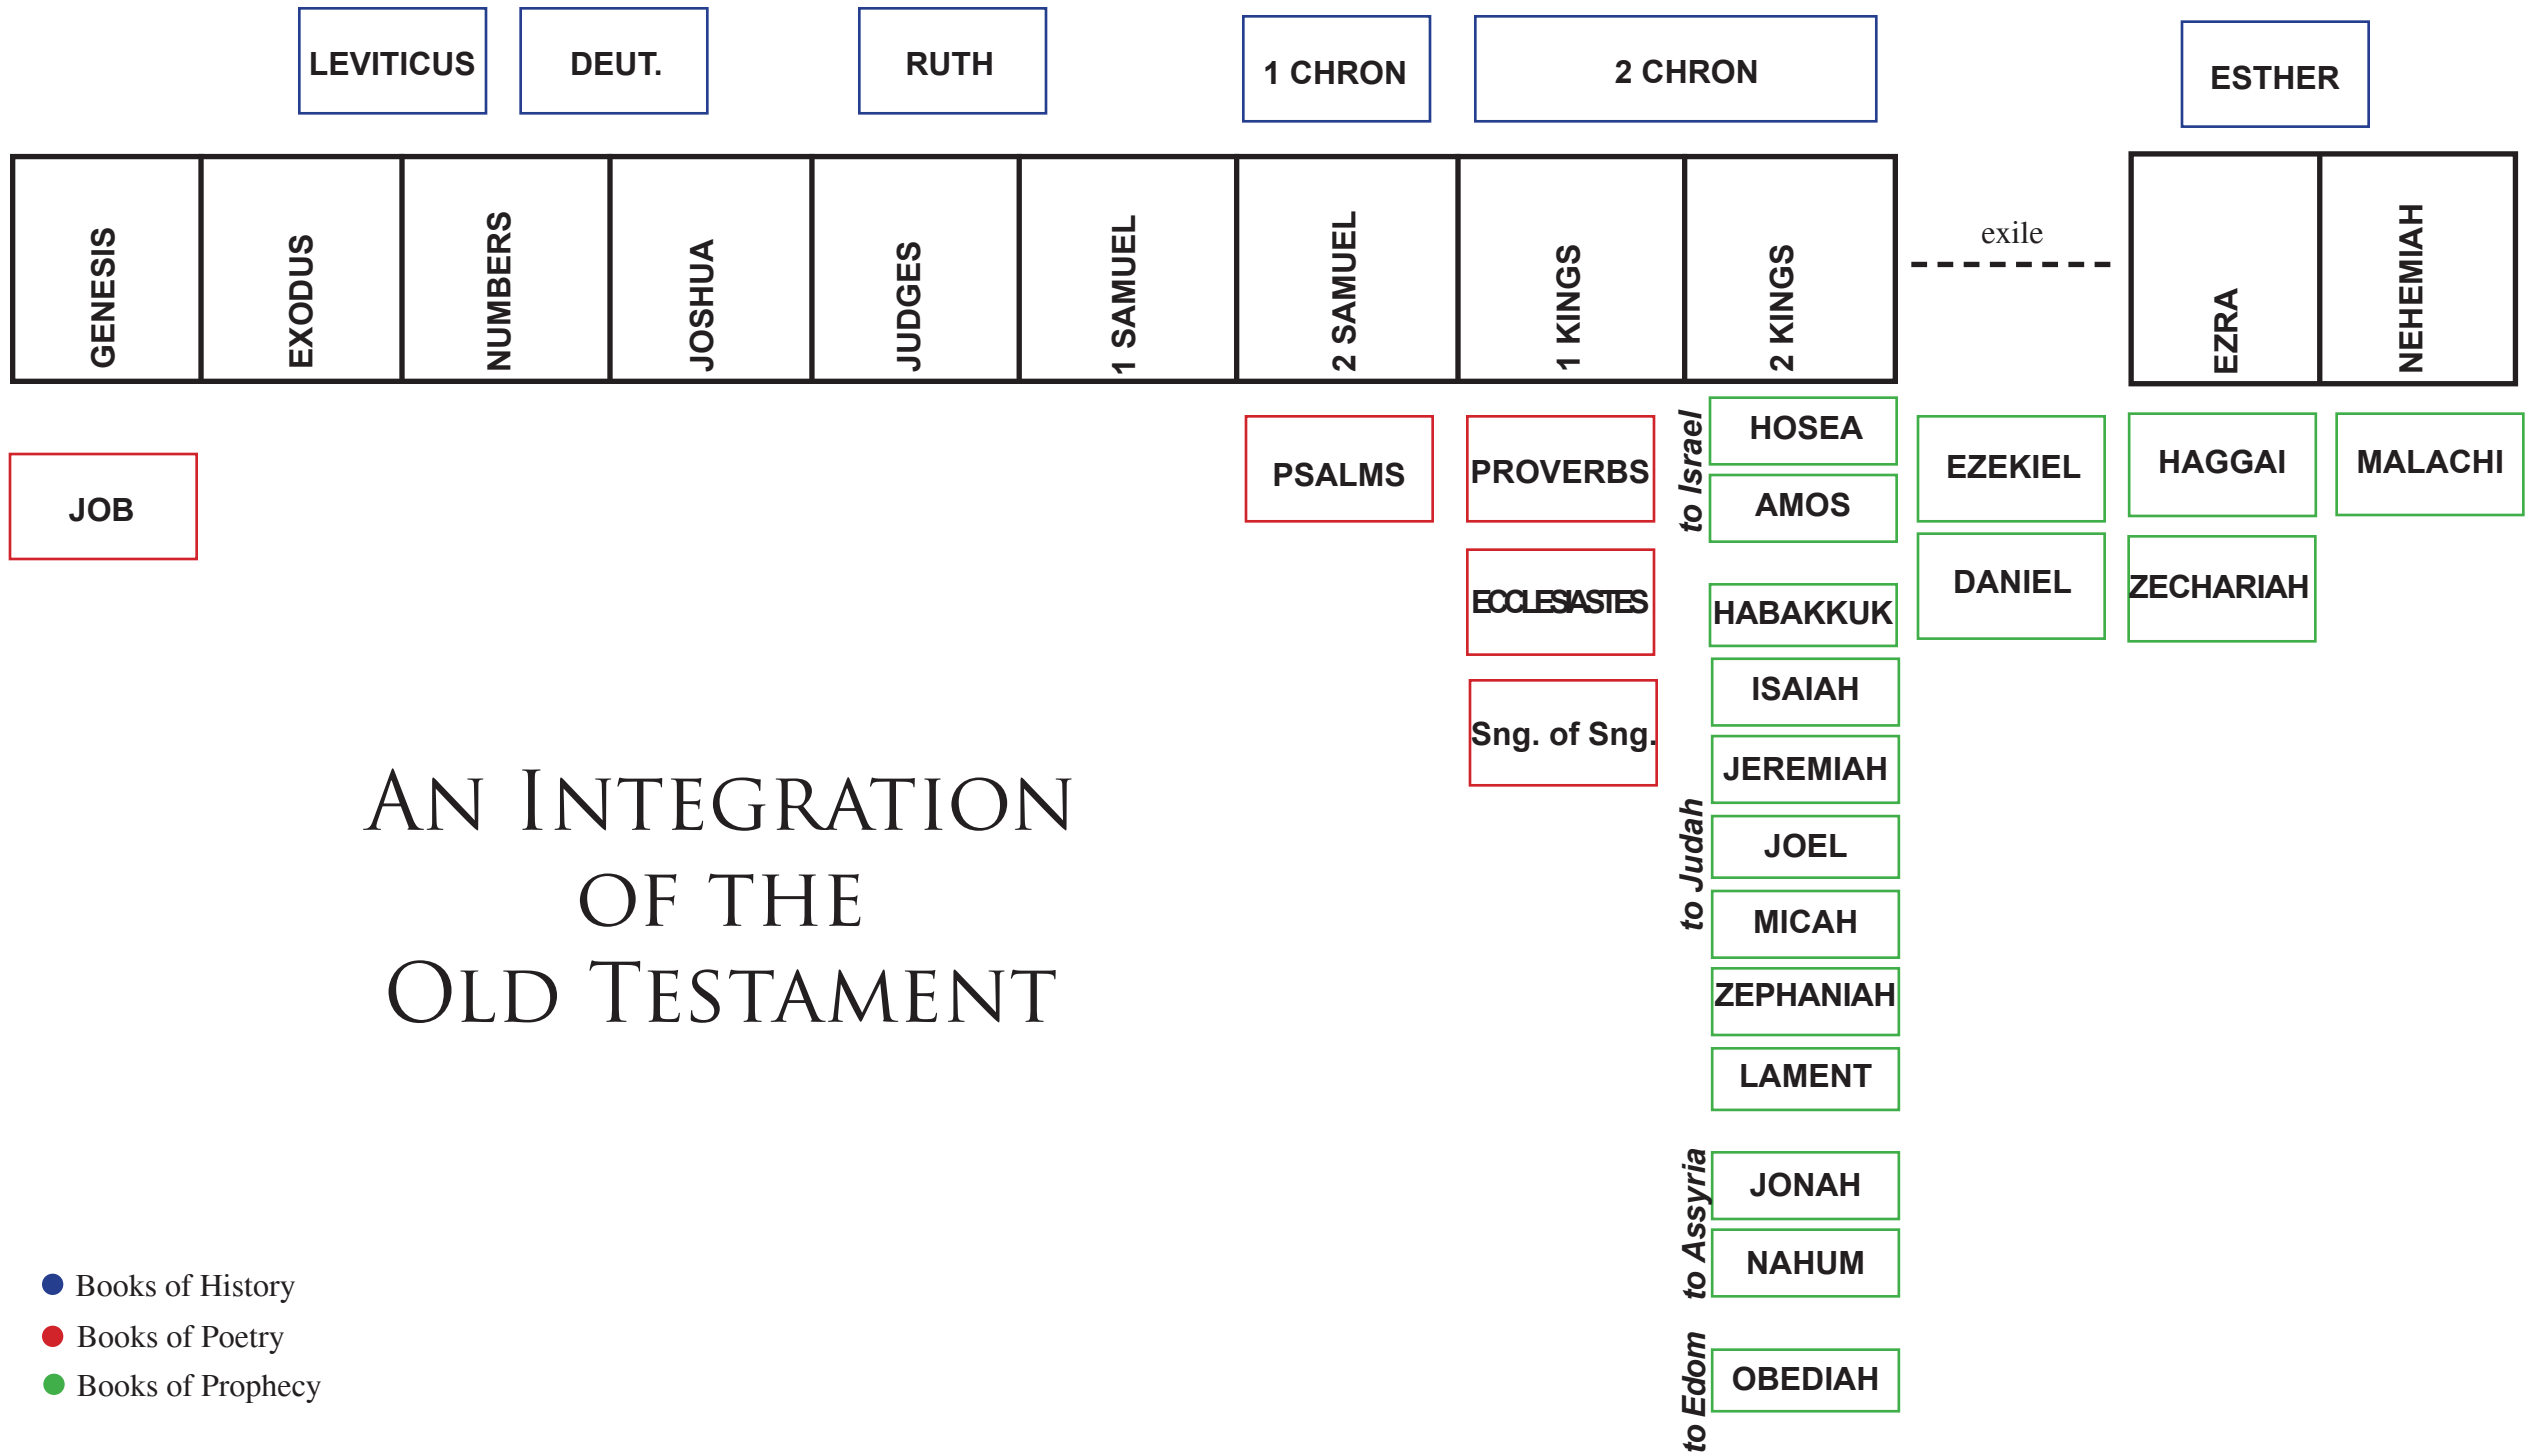 LEVITICUS
DEUT.
RUTH
1 CHRON
2 CHRON
ESTHER
GENESIS
EXODUS
NUMBERS
JOSHUA
JUDGES
1 SAMUEL
2 SAMUEL
1 KINGS
2 KINGS
exile
EZRA
NEHEMIAH
JOB
PSALMS
PROVERBS
ECCLESIASTES
Sng. of Sng.
to Israel
HOSEA
AMOS
to Judah
HABAKKUK
ISAIAH
JEREMIAH
JOEL
MICAH
ZEPHANIAH
LAMENT
to Assyria
JONAH
NAHUM
to Edom
OBEDIAH
EZEKIEL
DANIEL
HAGGAI
ZECHARIAH
MALACHI
AN INTEGRATION
OF THE
OLD TESTAMENT
Books of History
Books of Poetry
Books of Prophecy